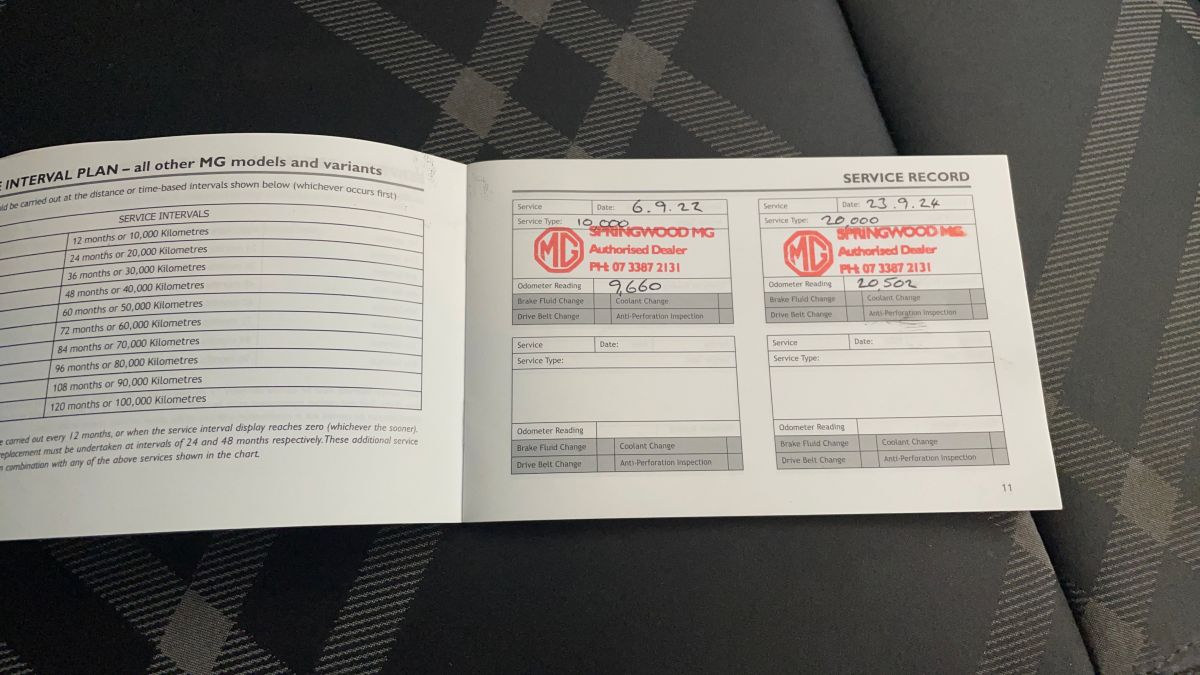 INTERVAL PLAN – all other MG models and variants
be carried out at the distance or time-based intervals shown below (whichever occurs first)
SERVICE INTERVALS
12 months or 10,000 Kilometres
24 months or 20,000 Kilometres
36 months or 30,000 Kilometres
48 months or 40,000 Kilometres
60 months or 50,000 Kilometres
72 months or 60,000 Kilometres
84 months or 70,000 Kilometres
96 months or 80,000 Kilometres
108 months or 90,000 Kilometres
120 months or 100,000 Kilometres
carried out every 12 months, or when the service interval display reaches zero (whichever the sooner).
must be undertaken at intervals of 24 and 48 months respectively. These additional service
combination with any of the above services shown in the chart.
SERVICE RECORD
Service Date: 6.9.22
Service Type: 10,000
MG
SPRINGWOOD MG
Authorised Dealer
PH: 07 3387 2131
Odometer Reading 9,660
Brake Fluid Change Coolant Change
Drive Belt Change Anti-Perforation Inspection
Service Date: 23.9.24
Service Type: 20,000
MG
SPRINGWOOD MG
Authorised Dealer
PH: 07 3387 2131
Odometer Reading 20,502
Brake Fluid Change Coolant Change
Drive Belt Change Anti-Perforation Inspection
Service Date:
Service Type:
Odometer Reading
Brake Fluid Change Coolant Change
Drive Belt Change Anti-Perforation Inspection
Service Date:
Service Type:
Odometer Reading
Brake Fluid Change Coolant Change
Drive Belt Change Anti-Perforation Inspection
11